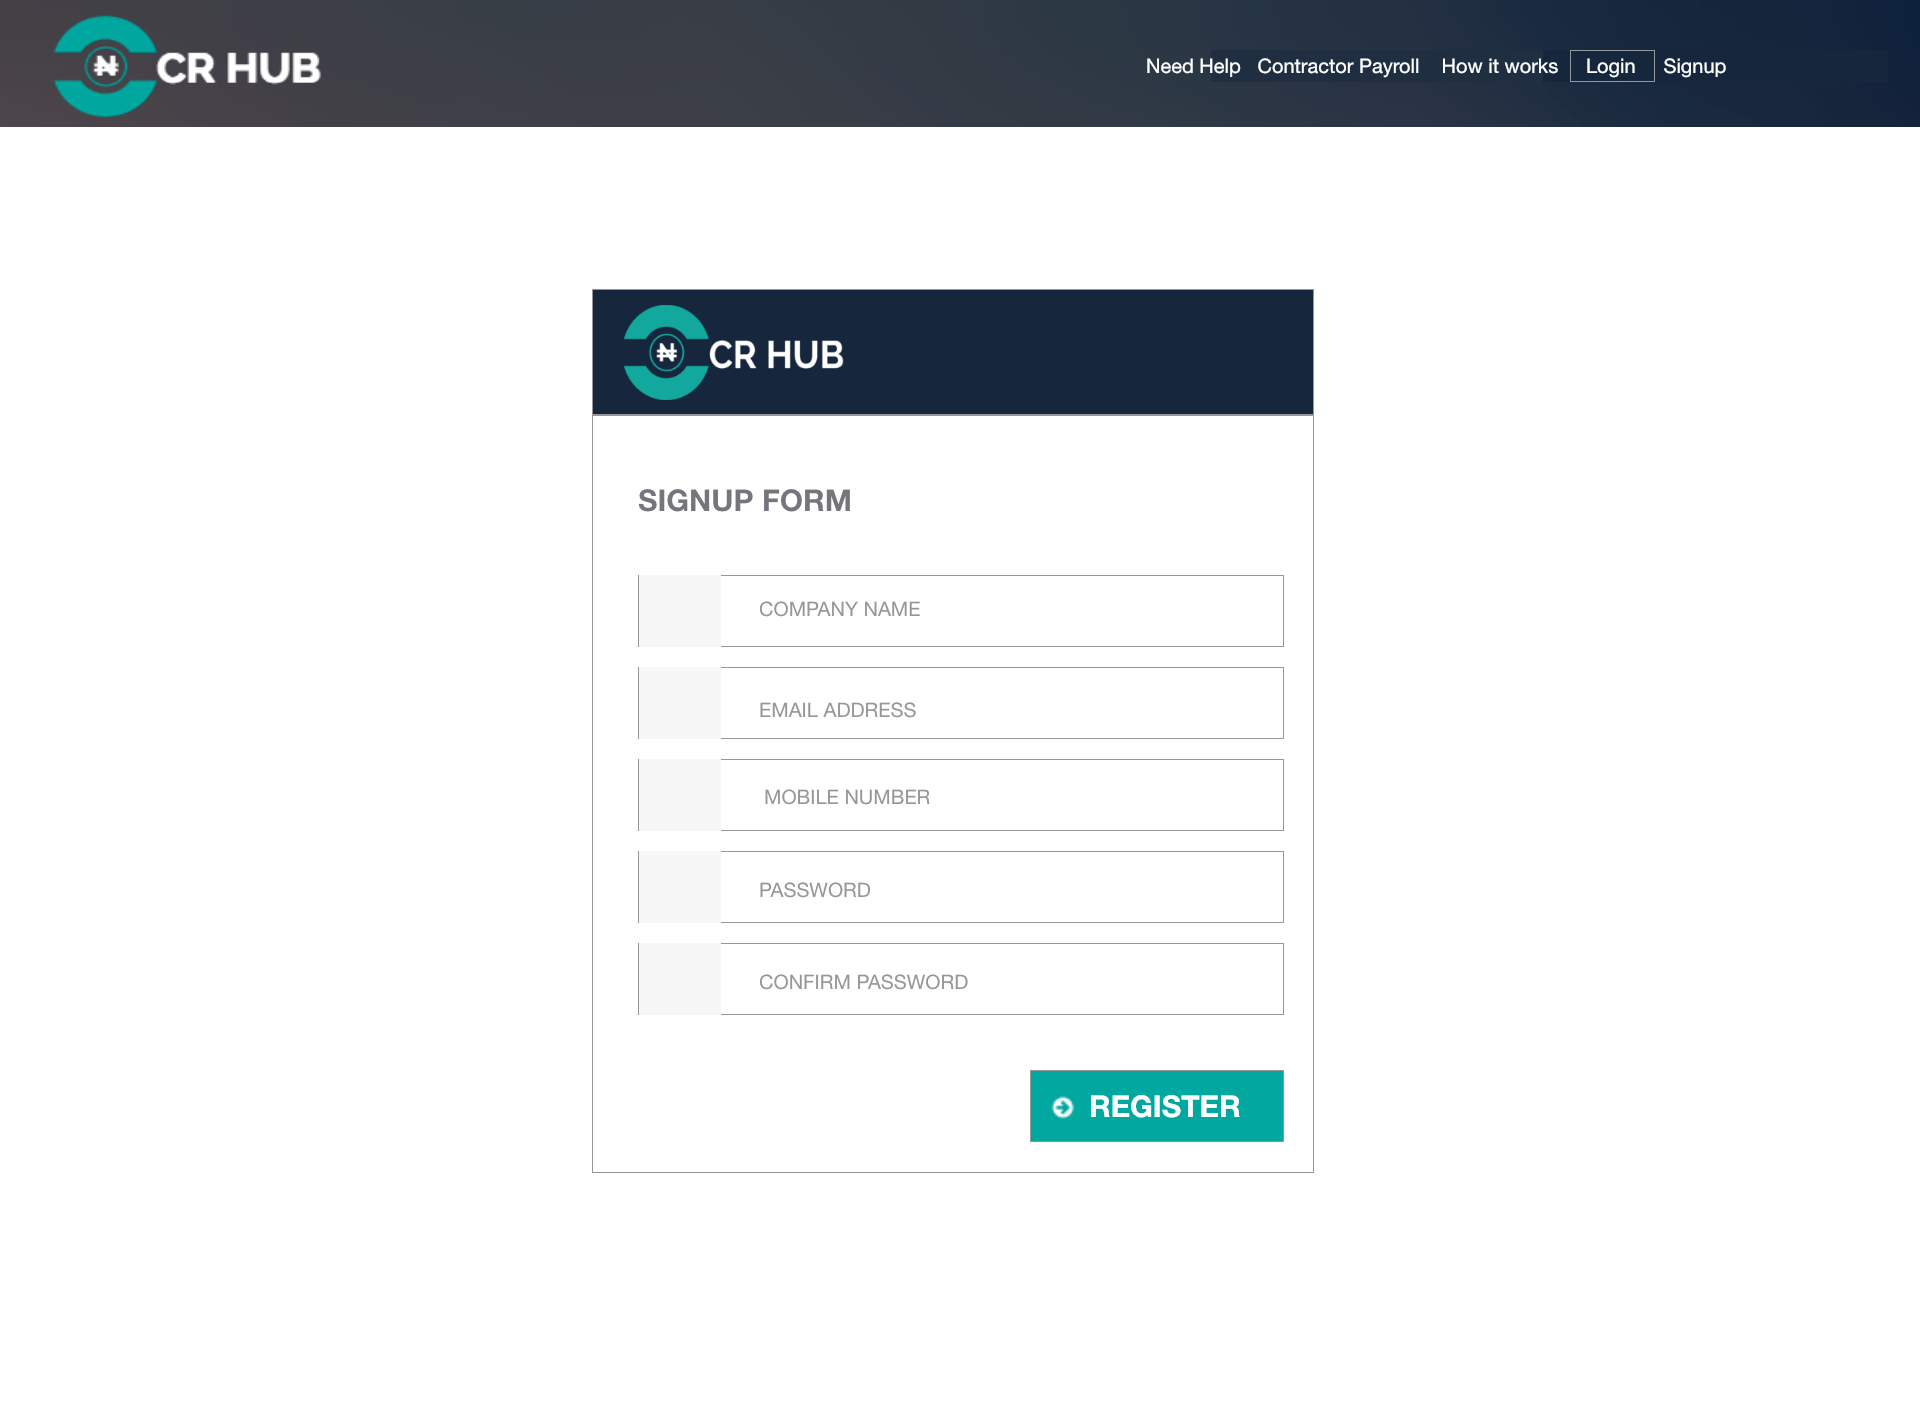 ₦ CR HUB
Need Help Contractor Payroll How it works Login Signup
₦ CR HUB
SIGNUP FORM
COMPANY NAME
EMAIL ADDRESS
MOBILE NUMBER
PASSWORD
CONFIRM PASSWORD
REGISTER